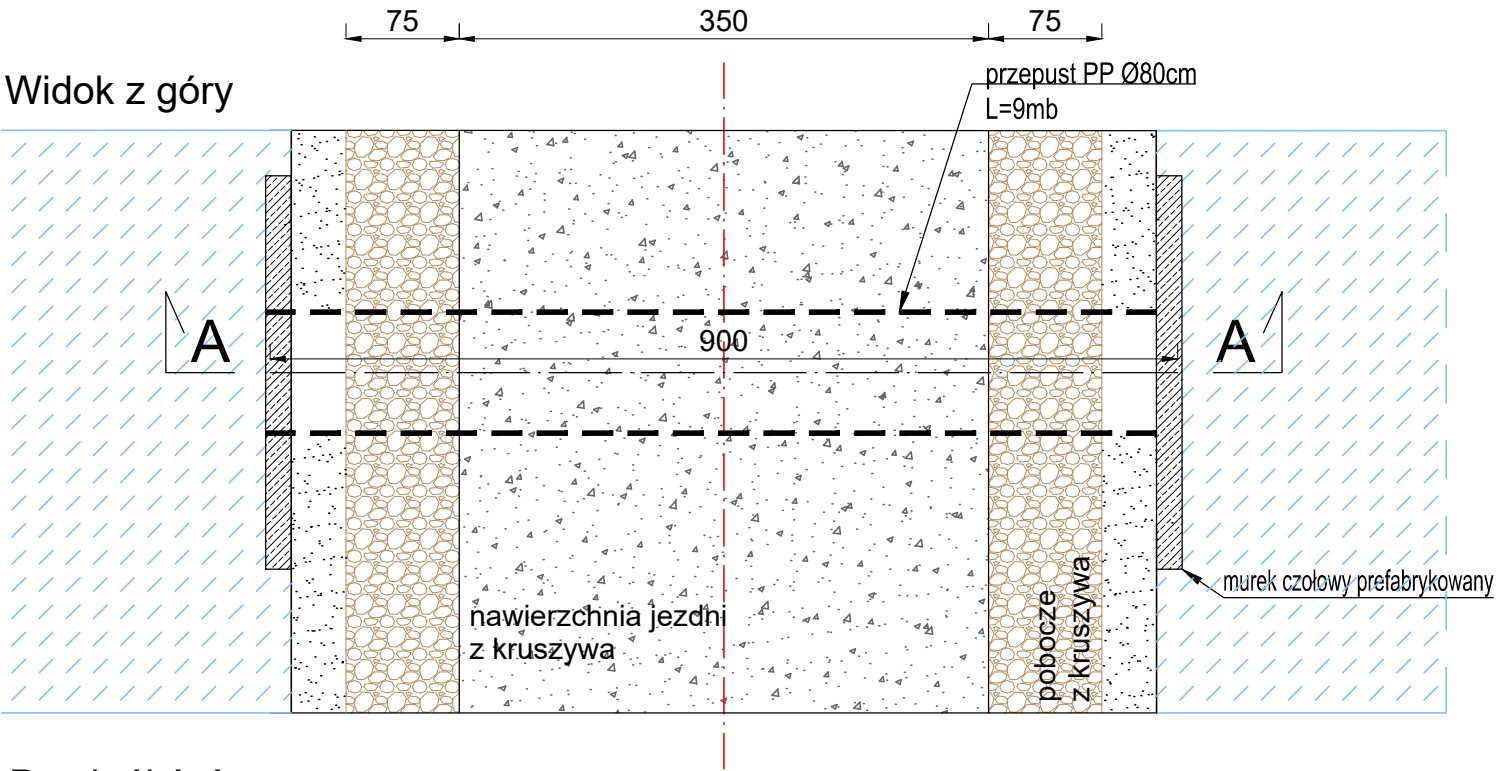 75
350
75
Widok z góry
przepust PP Ø80cm
L=9mb
A
900
A
murek czołowy prefabrykowany
nawierzchnia jezdni
z kruszywa
pobocze
z kruszywa